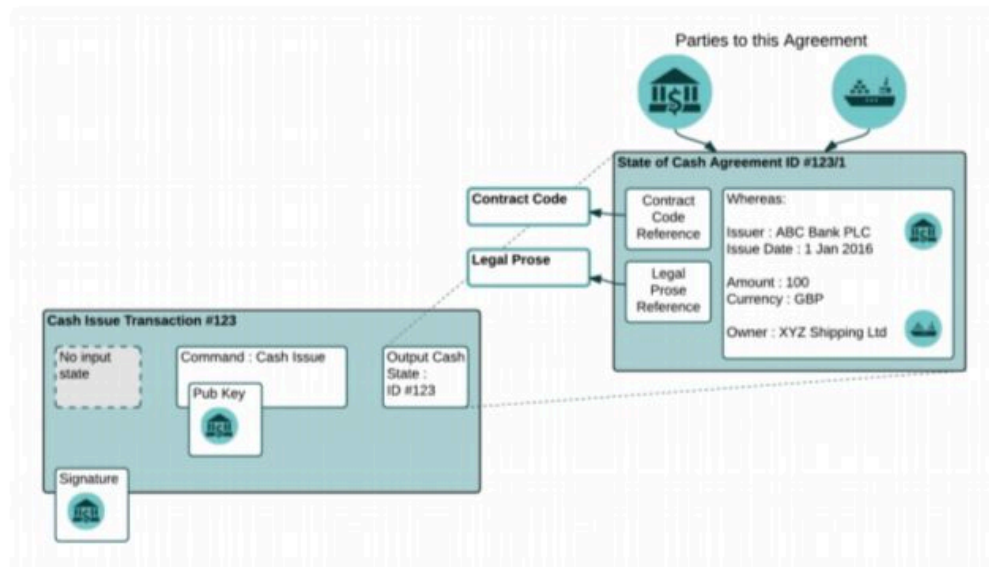 Parties to this Agreement
State of Cash Agreement ID #123/1
Contract Code
Contract
Code
Reference
Whereas:
Issuer : ABC Bank PLC
Issue Date : 1 Jan 2016
Amount : 100
Currency : GBP
Owner : XYZ Shipping Ltd
Legal Prose
Legal
Prose
Reference
Cash Issue Transaction #123
No input
state
Command : Cash Issue
Pub Key
Output Cash
State :
ID #123
Signature